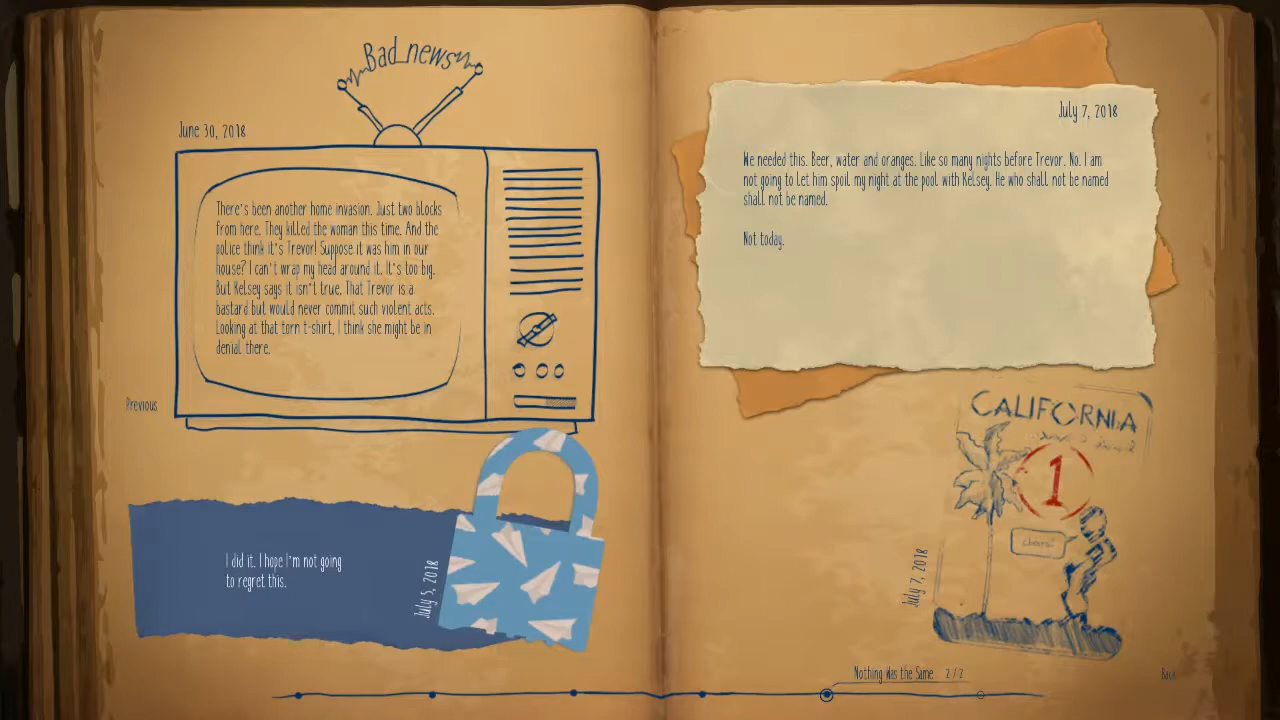 Bad news
June 30, 2018
There's been another home invasion. Just two blocks
from here. They killed the woman this time. And the
police think it's Trevor! Suppose it was him in our
house? I can't wrap my head around it. It's too big.
But Kelsey says it isn't true. That Trevor is a
bastard but would never commit such violent acts.
Looking at that torn t-shirt, I think she might be in
denial there.
Previous
I did it. I hope I'm not going
to regret this.
July 5, 2018
July 7, 2018
We needed this. Beer, water and oranges. Like so many nights before Trevor. No. I am
not going to let him spoil my night at the pool with Kelsey. He who shall not be named
shall not be named.
Not today.
CALIFORNIA
1
cheers!
July 7, 2018
Nothing Was the Same 2 / 2
Back